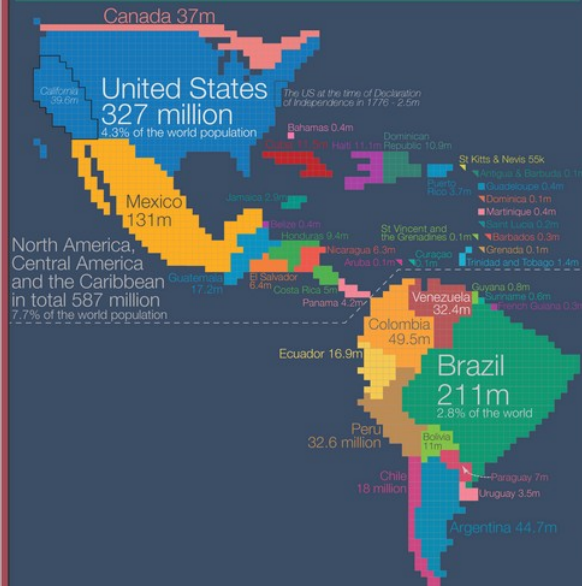 Canada 37m
California
39.6m
United States
327 million
4.3% of the world population
The US at the time of Declaration
of Independence in 1776 - 2.5m
Bahamas 0.4m
Haiti 11.1m
Dominican
Republic 10.9m
St Kitts & Nevis 55k
Antigua & Barbuda 0.1m
Puerto
Rico 3.7m
Guadeloupe 0.4m
Dominica 0.1m
Martinique 0.4m
Saint Lucia 0.2m
Barbados 0.3m
Grenada 0.1m
Trinidad and Tobago 1.4m
Jamaica 2.9m
Mexico
131m
Belize 0.4m
Honduras 9.4m
St Vincent and
the Grenadines 0.1m
Nicaragua 6.3m
Aruba 0.1m
Curaçao
0.1m
North America,
Central America
and the Caribbean
in total 587 million
7.7% of the world population
Guatemala
17.2m
El Salvador
6.4m
Costa Rica 5m
Panama 4.2m
Guyana 0.8m
Suriname 0.6m
French Guiana 0.3m
Venezuela
32.4m
Colombia
49.5m
Ecuador 16.9m
Brazil
211m
2.8% of the world
Peru
32.6 million
Bolivia
11m
Chile
18 million
Paraguay 7m
Uruguay 3.5m
Argentina 44.7m